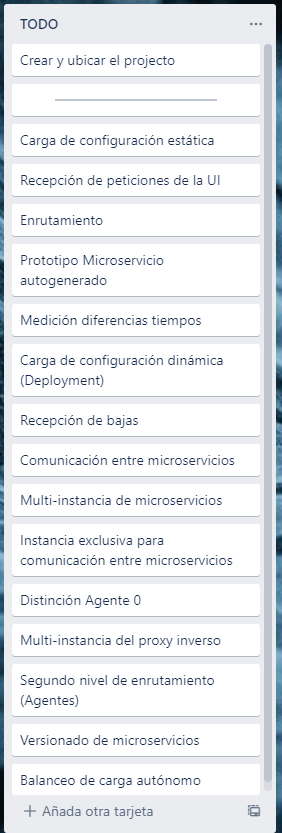 TODO
Crear y ubicar el projecto
Carga de configuración estática
Recepción de peticiones de la UI
Enrutamiento
Prototipo Microservicio
autogenerado
Medición diferencias tiempos
Carga de configuración dinámica
(Deployment)
Recepción de bajas
Comunicación entre microservicios
Multi-instancia de microservicios
Instancia exclusiva para
comunicación entre microservicios
Distinción Agente 0
Multi-instancia del proxy inverso
Segundo nivel de enrutamiento
(Agentes)
Versionado de microservicios
Balanceo de carga autónomo
+ Añada otra tarjeta